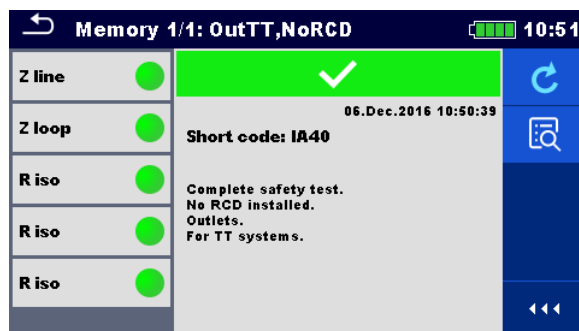 Memory 1/1: OutTT,NoRCD
10:51
Z line
Z loop
R iso
R iso
R iso
06.Dec.2016 10:50:39
Short code: IA40
Complete safety test.
No RCD installed.
Outlets.
For TT systems.